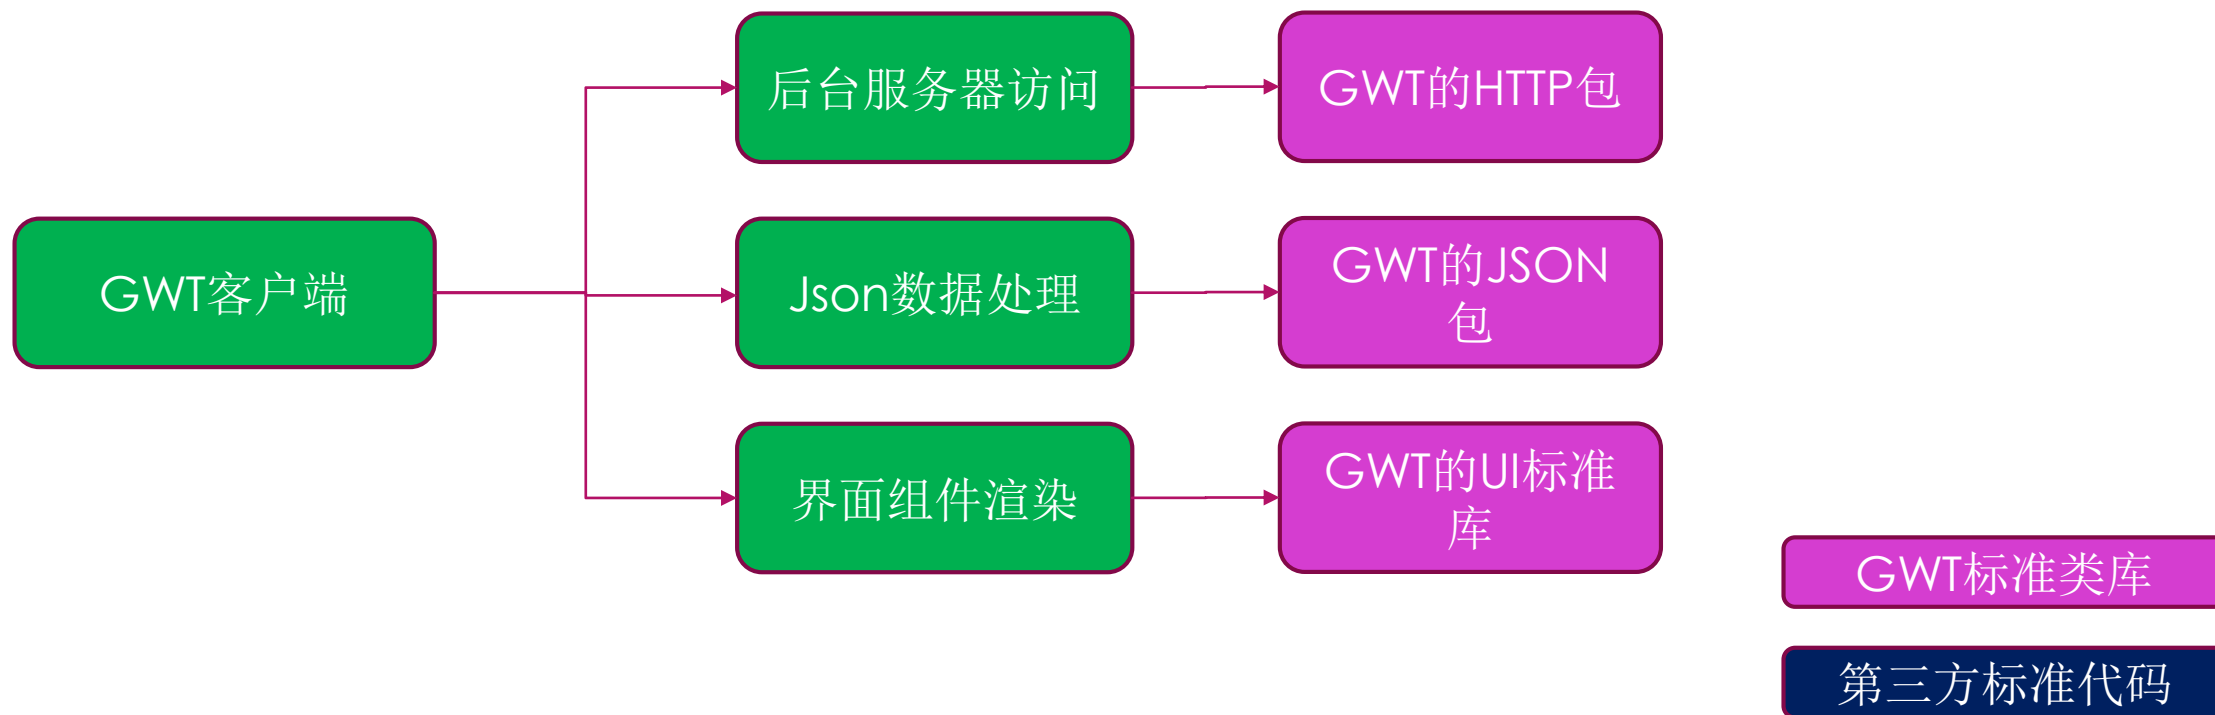 后台服务器访问
GWT的HTTP包
GWT客户端
Json数据处理
GWT的JSON
包
界面组件渲染
GWT的UI标准
库
GWT标准类库
第三方标准代码